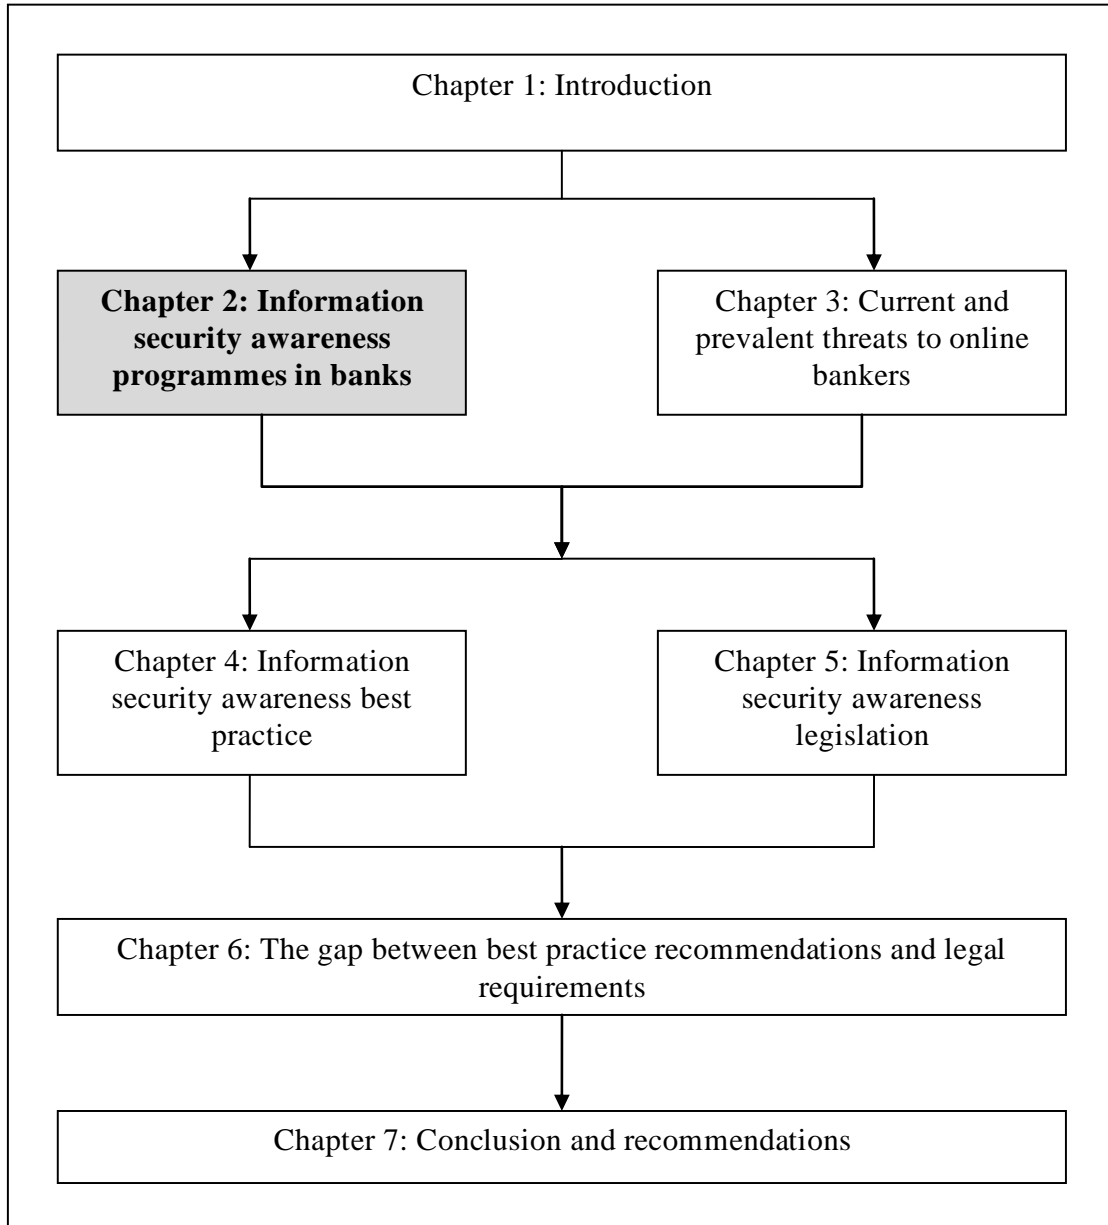 Chapter 1: Introduction
Chapter 2: Information
security awareness
programmes in banks
Chapter 3: Current and
prevalent threats to online
bankers
Chapter 4: Information
security awareness best
practice
Chapter 5: Information
security awareness
legislation
Chapter 6: The gap between best practice recommendations and legal
requirements
Chapter 7: Conclusion and recommendations